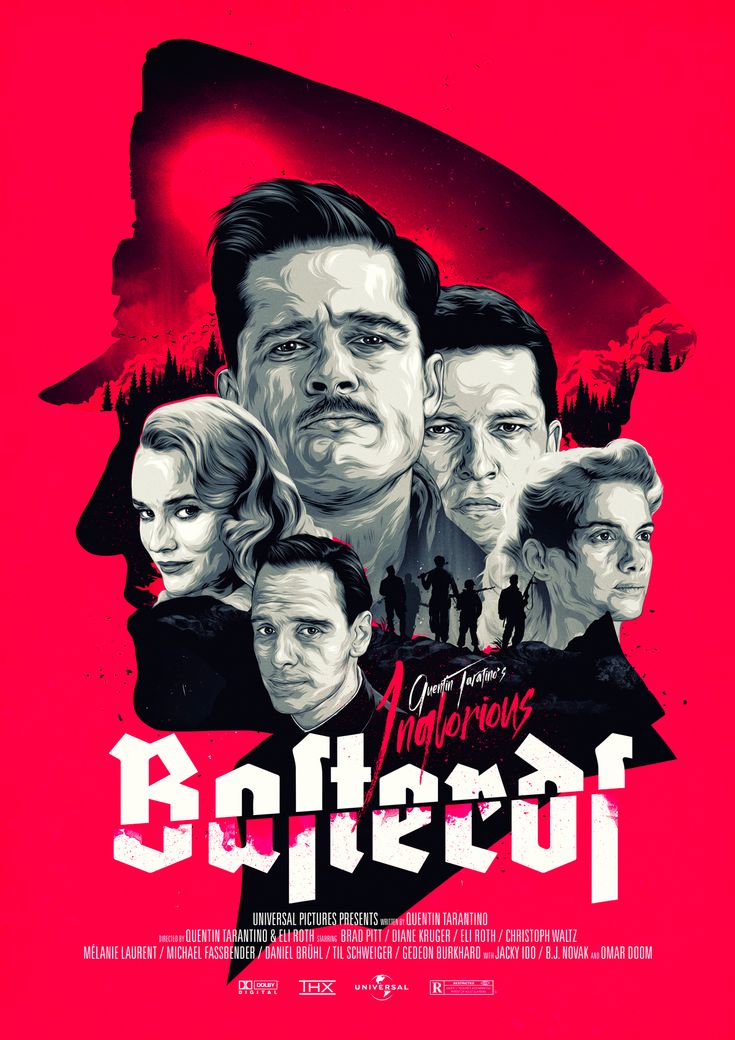 Quentin Taratino's
Inglorious
Baſterdſ
UNIVERSAL PICTURES PRESENTS WRITTEN BY QUENTIN TARANTINO
DIRECTED BY QUENTIN TARANTINO & ELI ROTH STARRING BRAD PITT / DIANE KRUGER / ELI ROTH / CHRISTOPH WALTZ
MÉLANIE LAURENT / MICHAEL FASSBENDER / DANIEL BRÜHL / TIL SCHWEIGER / GEDEON BURKHARD WITH JACKY IDO / B.J. NOVAK AND OMAR DOOM
DOLBY
DIGITAL
THX
UNIVERSAL
R RESTRICTED